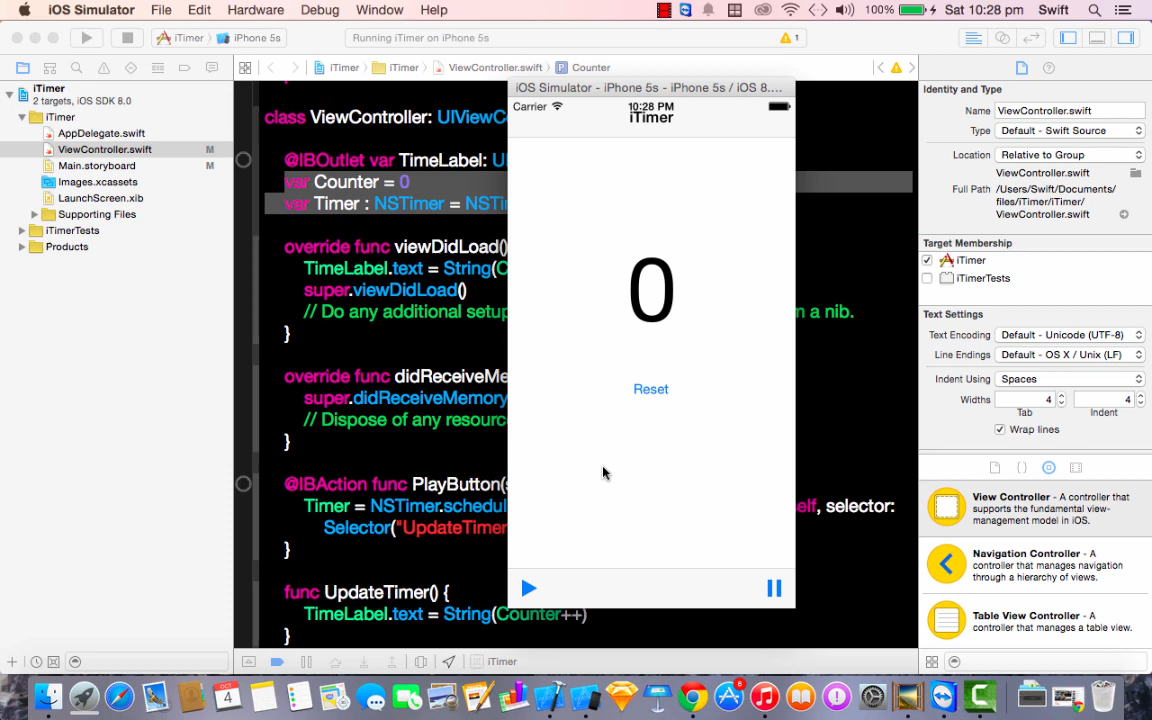 iOS Simulator File Edit Hardware Debug Window Help 100% Sat 10:28 pm Swift
iTimer iPhone 5s Running iTimer on iPhone 5s 1
iTimer iTimer ViewController.swift Counter
iTimer
2 targets, iOS SDK 8.0
iTimer
AppDelegate.swift
ViewController.swift M
Main.storyboard M
Images.xcassets
LaunchScreen.xib
Supporting Files
iTimerTests
Products
class ViewController: UIViewC
@IBOutlet var TimeLabel: U
var Counter = 0
var Timer : NSTimer = NSTim
override func viewDidLoad()
TimeLabel.text = String(C
super.viewDidLoad()
// Do any additional setup m a nib.
}
override func didReceiveMe
super.didReceiveMemory
// Dispose of any resourc
}
@IBAction func PlayButton(s
Timer = NSTimer.schedul elf, selector:
Selector("UpdateTimer
}
func UpdateTimer() {
TimeLabel.text = String(Counter++)
}
iOS Simulator - iPhone 5s - iPhone 5s / iOS 8....
Carrier 10:28 PM
iTimer
0
Reset
Identity and Type
Name ViewController.swift
Type Default - Swift Source
Location Relative to Group
ViewController.swift
Full Path /Users/Swift/Documents/
files/iTimer/iTimer/
ViewController.swift
Target Membership
iTimer
iTimerTests
Text Settings
Text Encoding Default - Unicode (UTF-8)
Line Endings Default - OS X / Unix (LF)
Indent Using Spaces
Widths 4 4
Tab Indent
Wrap lines
View Controller - A controller that
supports the fundamental view-
management model in iOS.
Navigation Controller - A
controller that manages navigation
through a hierarchy of views.
Table View Controller - A
controller that manages a table view.
iTimer
OCT
4
6